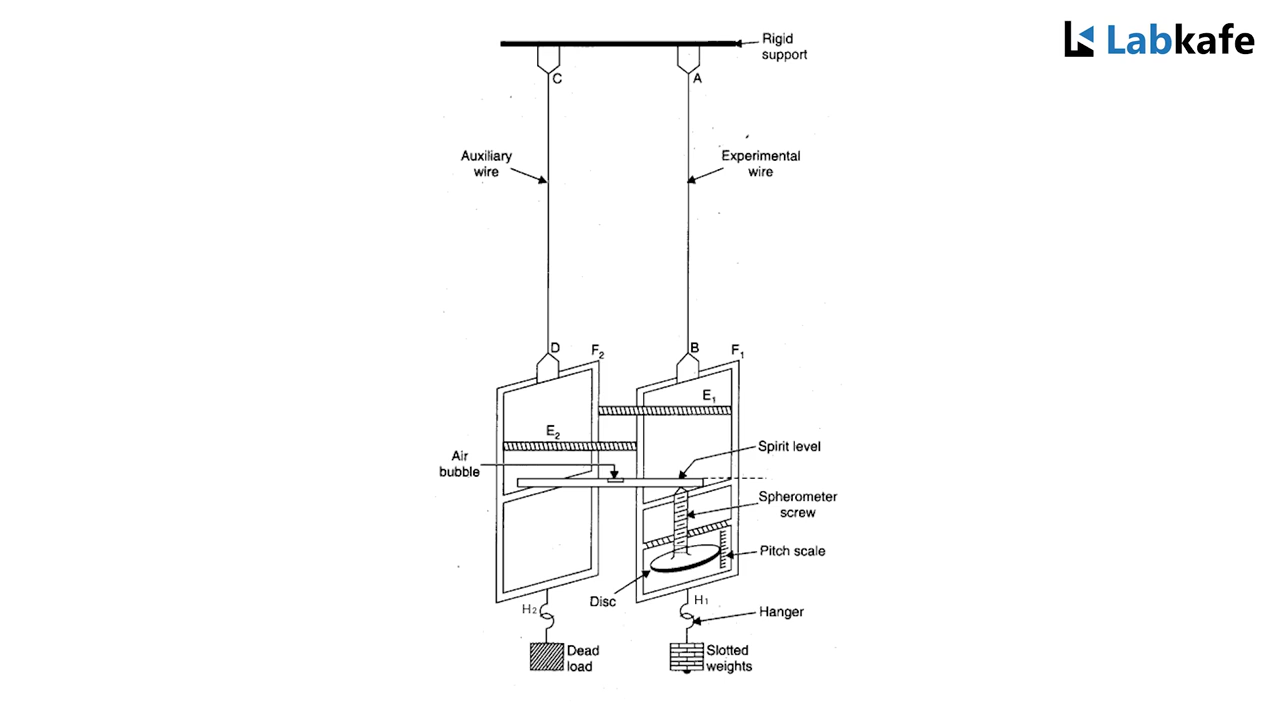 Labkafe
Rigid
support
C
A
Auxiliary
wire
Experimental
wire
D
F2
B
F1
E1
E2
Air
bubble
Spirit level
Spherometer
screw
Pitch scale
Disc
H2
H1
Hanger
Dead
load
Slotted
weights